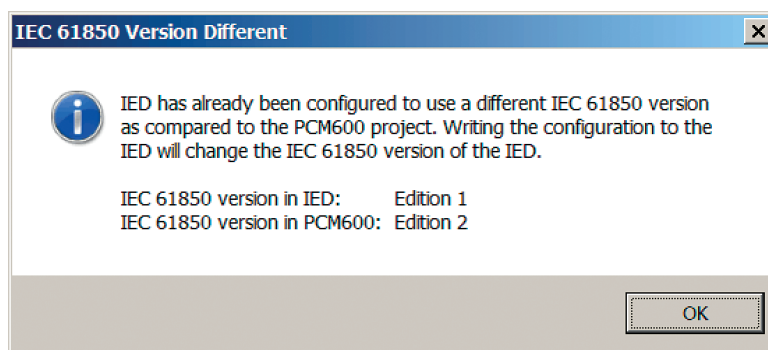 IEC 61850 Version Different
IED has already been configured to use a different IEC 61850 version
as compared to the PCM600 project. Writing the configuration to the
IED will change the IEC 61850 version of the IED.
IEC 61850 version in IED: Edition 1
IEC 61850 version in PCM600: Edition 2
OK